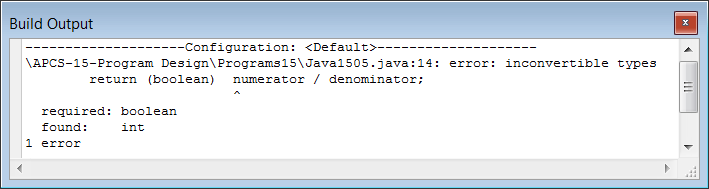 Build Output
--------------------Configuration: <Default>--------------------
\APCS-15-Program Design\Programs15\Java1505.java:14: error: inconvertible types
        return (boolean)  numerator / denominator;
                          ^
  required: boolean
  found:    int
1 error